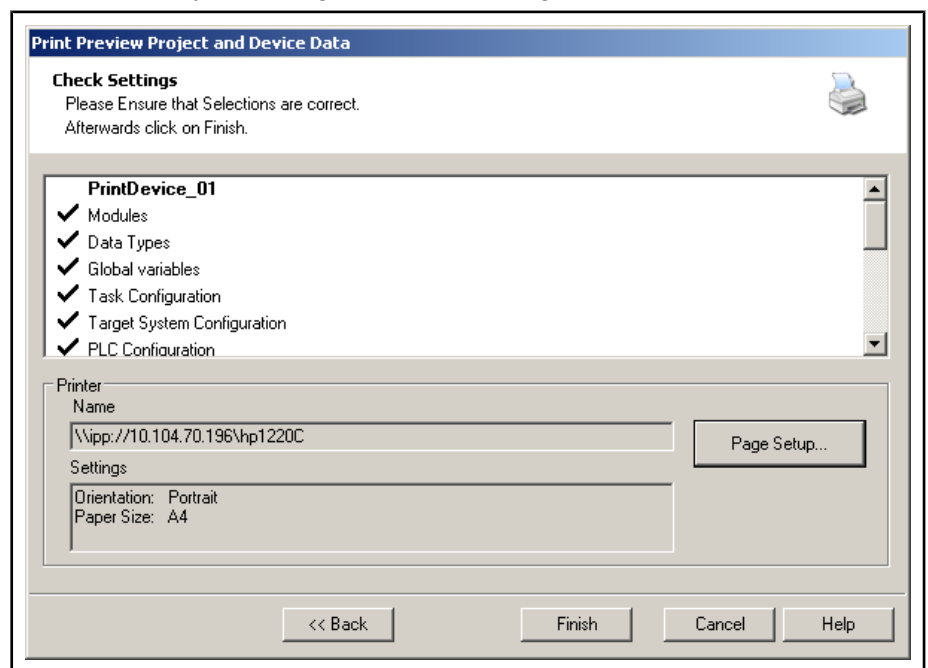 Print Preview Project and Device Data
Check Settings
Please Ensure that Selections are correct.
Afterwards click on Finish.
PrintDevice_01
Modules
Data Types
Global variables
Task Configuration
Target System Configuration
PLC Configuration
Printer
Name
\\ipp://10.104.70.196\hp1220C
Page Setup...
Settings
Orientation: Portrait
Paper Size: A4
<< Back
Finish
Cancel
Help